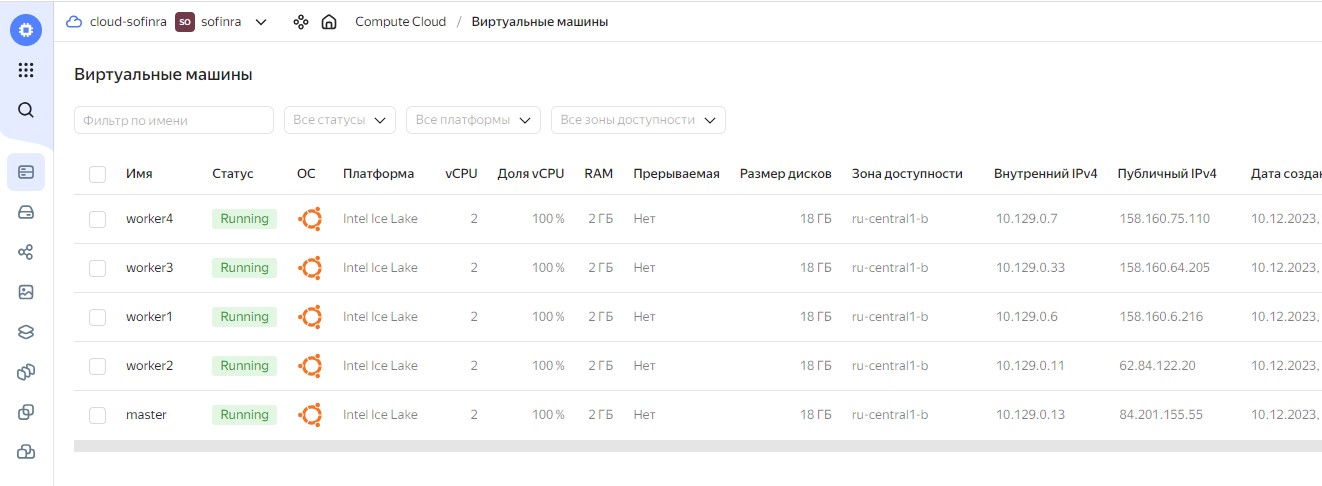 cloud-sofinra SO sofinra Compute Cloud / Виртуальные машины
Виртуальные машины
Фильтр по имени Все статусы Все платформы Все зоны доступности
Имя Статус ОС Платформа vCPU Доля vCPU RAM Прерываемая Размер дисков Зона доступности Внутренний IPv4 Публичный IPv4 Дата создан
worker4 Running Intel Ice Lake 2 100 % 2 ГБ Нет 18 ГБ ru-central1-b 10.129.0.7 158.160.75.110 10.12.2023,
worker3 Running Intel Ice Lake 2 100 % 2 ГБ Нет 18 ГБ ru-central1-b 10.129.0.33 158.160.64.205 10.12.2023,
worker1 Running Intel Ice Lake 2 100 % 2 ГБ Нет 18 ГБ ru-central1-b 10.129.0.6 158.160.6.216 10.12.2023,
worker2 Running Intel Ice Lake 2 100 % 2 ГБ Нет 18 ГБ ru-central1-b 10.129.0.11 62.84.122.20 10.12.2023,
master Running Intel Ice Lake 2 100 % 2 ГБ Нет 18 ГБ ru-central1-b 10.129.0.13 84.201.155.55 10.12.2023,